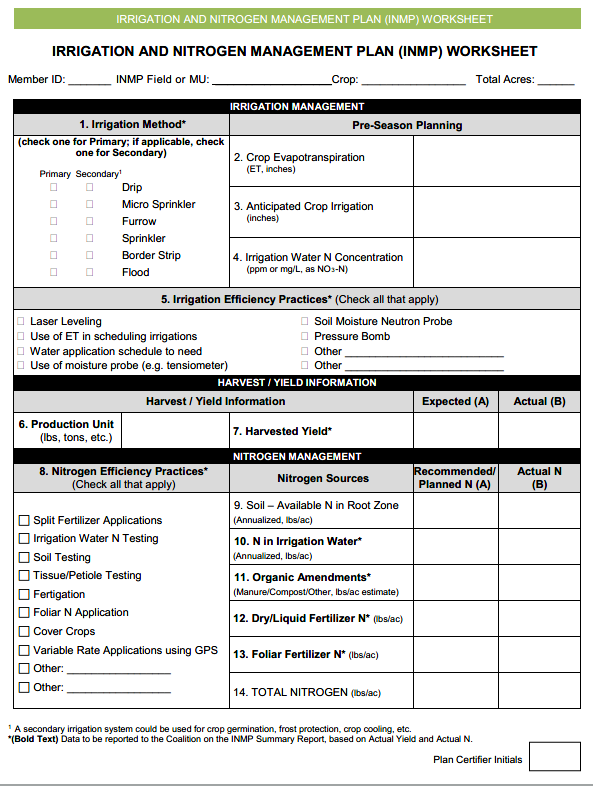 IRRIGATION AND NITROGEN MANAGEMENT PLAN (INMP) WORKSHEET
IRRIGATION AND NITROGEN MANAGEMENT PLAN (INMP) WORKSHEET
Member ID: _______ INMP Field or MU: ___________________Crop: _________________ Total Acres: ______
IRRIGATION MANAGEMENT
1. Irrigation Method*
(check one for Primary; if applicable, check
one for Secondary)
Primary Secondary¹
Drip
Micro Sprinkler
Furrow
Sprinkler
Border Strip
Flood
Pre-Season Planning
2. Crop Evapotranspiration
(ET, inches)
3. Anticipated Crop Irrigation
(inches)
4. Irrigation Water N Concentration
(ppm or mg/L, as NO₃-N)
5. Irrigation Efficiency Practices* (Check all that apply)
Laser Leveling
Use of ET in scheduling irrigations
Water application schedule to need
Use of moisture probe (e.g. tensiometer)
Soil Moisture Neutron Probe
Pressure Bomb
Other __________________________
Other __________________________
HARVEST / YIELD INFORMATION
Harvest / Yield Information Expected (A) Actual (B)
6. Production Unit
(lbs, tons, etc.)
7. Harvested Yield*
NITROGEN MANAGEMENT
8. Nitrogen Efficiency Practices*
(Check all that apply)
Split Fertilizer Applications
Irrigation Water N Testing
Soil Testing
Tissue/Petiole Testing
Fertigation
Foliar N Application
Cover Crops
Variable Rate Applications using GPS
Other: _________________
Other: _________________
Nitrogen Sources
Recommended/
Planned N (A)
Actual N
(B)
9. Soil – Available N in Root Zone
(Annualized, lbs/ac)
10. N in Irrigation Water*
(Annualized, lbs/ac)
11. Organic Amendments*
(Manure/Compost/Other, lbs/ac estimate)
12. Dry/Liquid Fertilizer N* (lbs/ac)
13. Foliar Fertilizer N* (lbs/ac)
14. TOTAL NITROGEN (lbs/ac)
¹ A secondary irrigation system could be used for crop germination, frost protection, crop cooling, etc.
*(Bold Text) Data to be reported to the Coalition on the INMP Summary Report, based on Actual Yield and Actual N.
Plan Certifier Initials